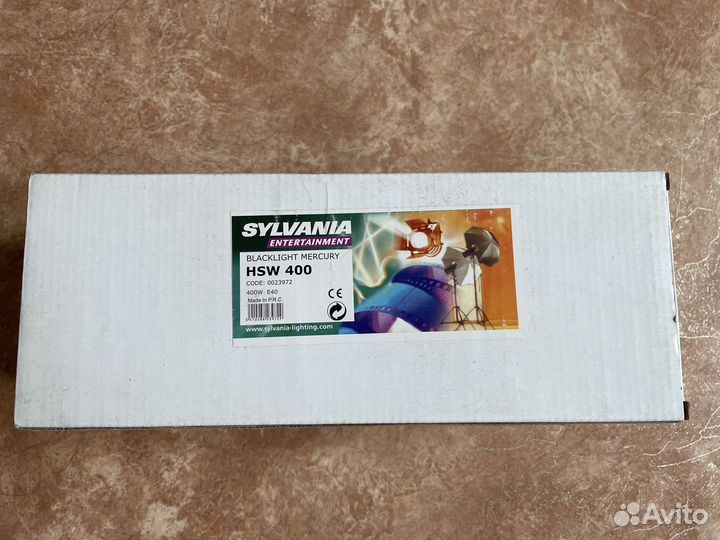 SYLVANIA
ENTERTAINMENT
BLACKLIGHT MERCURY
HSW 400
CODE: 0023972
400W E40
Made in P.R.C.
CE
www.sylvania-lighting.com
Avito